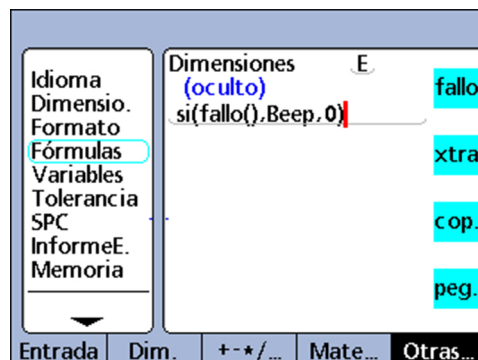 Idioma
Dimensio.
Formato
Fórmulas
Variables
Tolerancia
SPC
InformeE.
Memoria
Dimensiones E
(oculto)
si(fallo(),Beep,0)
fallo
xtra
cop.
peg.
Entrada Dim. +-*/... Mate... Otras...